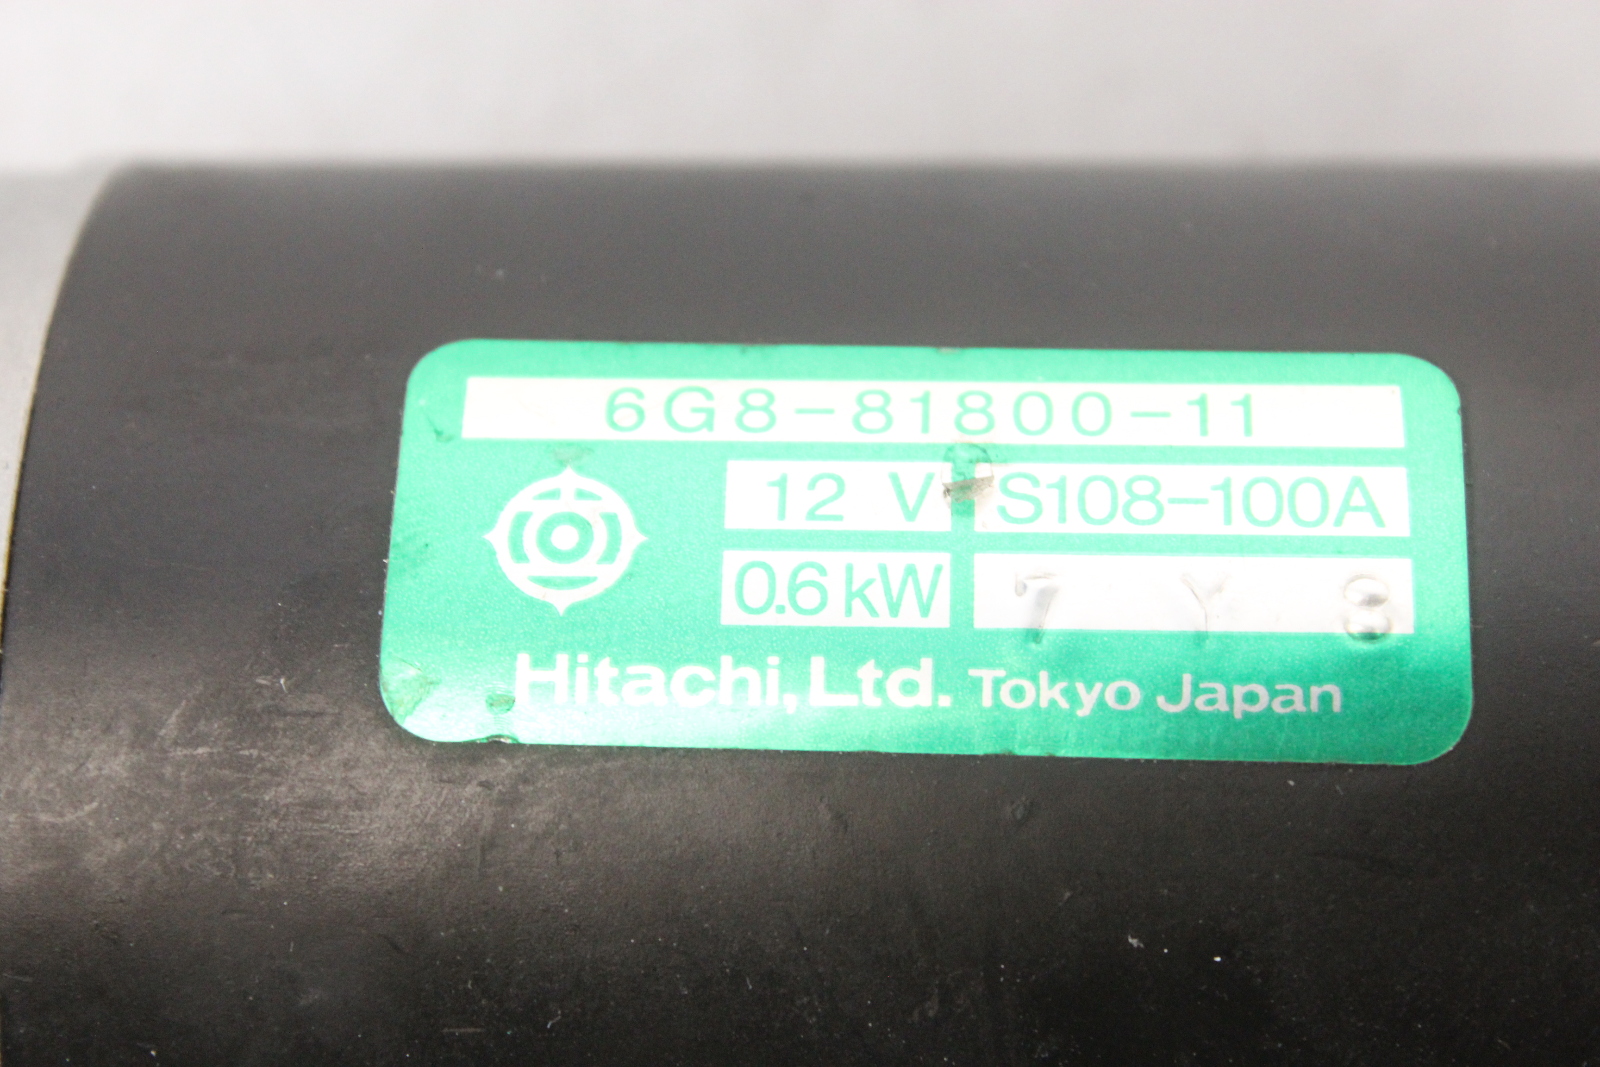 6G8-81800-11
12 V S108-100A
0.6kW 7 Y 8
Hitachi, Ltd. Tokyo Japan